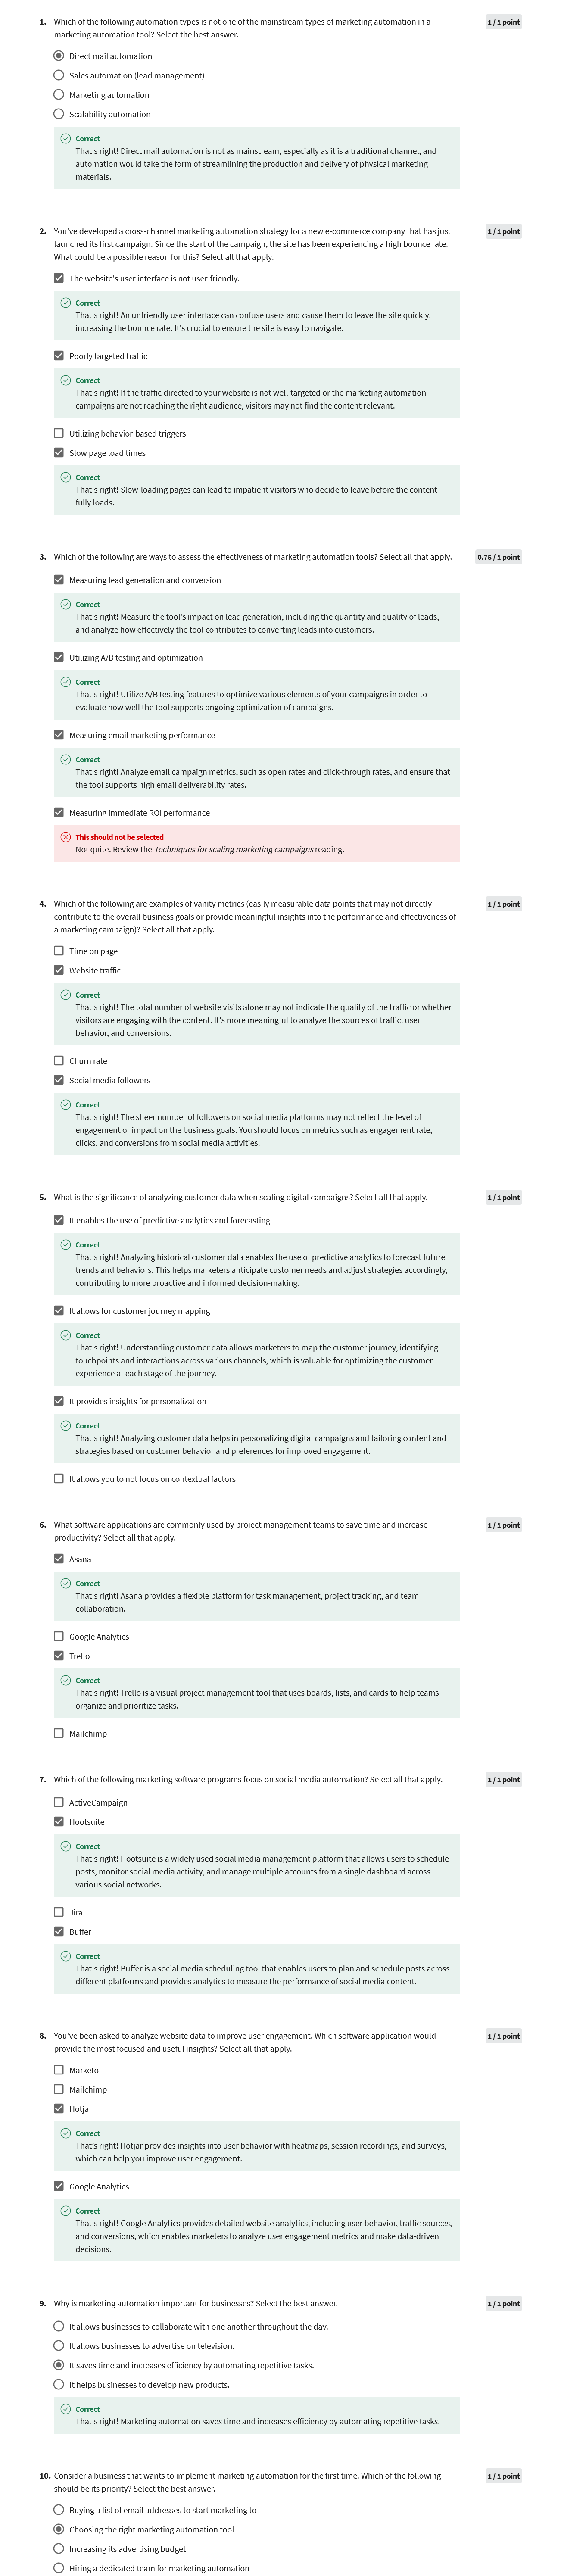 1. Which of the following automation types is not one of the mainstream types of marketing automation in a
1 / 1 point
marketing automation tool? Select the best answer.
Direct mail automation
Sales automation (lead management)
Marketing automation
Scalability automation
Correct
That's right! Direct mail automation is not as mainstream, especially as it is a traditional channel, and
automation would take the form of streamlining the production and delivery of physical marketing
materials.
2. You've developed a cross-channel marketing automation strategy for a new e-commerce company that has just
1 / 1 point
launched its first campaign. Since the start of the campaign, the site has been experiencing a high bounce rate.
What could be a possible reason for this? Select all that apply.
The website's user interface is not user-friendly.
Correct
That's right! An unfriendly user interface can confuse users and cause them to leave the site quickly,
increasing the bounce rate. It's crucial to ensure the site is easy to navigate.
Poorly targeted traffic
Correct
That's right! If the traffic directed to your website is not well-targeted or the marketing automation
campaigns are not reaching the right audience, visitors may not find the content relevant.
Utilizing behavior-based triggers
Slow page load times
Correct
That's right! Slow-loading pages can lead to impatient visitors who decide to leave before the content
fully loads.
3. Which of the following are ways to assess the effectiveness of marketing automation tools? Select all that apply.
0.75 / 1 point
Measuring lead generation and conversion
Correct
That's right! Measure the tool's impact on lead generation, including the quantity and quality of leads,
and analyze how effectively the tool contributes to converting leads into customers.
Utilizing A/B testing and optimization
Correct
That's right! Utilize A/B testing features to optimize various elements of your campaigns in order to
evaluate how well the tool supports ongoing optimization of campaigns.
Measuring email marketing performance
Correct
That's right! Analyze email campaign metrics, such as open rates and click-through rates, and ensure that
the tool supports high email deliverability rates.
Measuring immediate ROI performance
This should not be selected
Not quite. Review the Techniques for scaling marketing campaigns reading.
4. Which of the following are examples of vanity metrics (easily measurable data points that may not directly
1 / 1 point
contribute to the overall business goals or provide meaningful insights into the performance and effectiveness of
a marketing campaign)? Select all that apply.
Time on page
Website traffic
Correct
That's right! The total number of website visits alone may not indicate the quality of the traffic or whether
visitors are engaging with the content. It's more meaningful to analyze the sources of traffic, user
behavior, and conversions.
Churn rate
Social media followers
Correct
That's right! The sheer number of followers on social media platforms may not reflect the level of
engagement or impact on the business goals. You should focus on metrics such as engagement rate,
clicks, and conversions from social media activities.
5. What is the significance of analyzing customer data when scaling digital campaigns? Select all that apply.
1 / 1 point
It enables the use of predictive analytics and forecasting
Correct
That's right! Analyzing historical customer data enables the use of predictive analytics to forecast future
trends and behaviors. This helps marketers anticipate customer needs and adjust strategies accordingly,
contributing to more proactive and informed decision-making.
It allows for customer journey mapping
Correct
That's right! Understanding customer data allows marketers to map the customer journey, identifying
touchpoints and interactions across various channels, which is valuable for optimizing the customer
experience at each stage of the journey.
It provides insights for personalization
Correct
That's right! Analyzing customer data helps in personalizing digital campaigns and tailoring content and
strategies based on customer behavior and preferences for improved engagement.
It allows you to not focus on contextual factors
6. What software applications are commonly used by project management teams to save time and increase
1 / 1 point
productivity? Select all that apply.
Asana
Correct
That's right! Asana provides a flexible platform for task management, project tracking, and team
collaboration.
Google Analytics
Trello
Correct
That's right! Trello is a visual project management tool that uses boards, lists, and cards to help teams
organize and prioritize tasks.
Mailchimp
7. Which of the following marketing software programs focus on social media automation? Select all that apply.
1 / 1 point
ActiveCampaign
Hootsuite
Correct
That's right! Hootsuite is a widely used social media management platform that allows users to schedule
posts, monitor social media activity, and manage multiple accounts from a single dashboard across
various social networks.
Jira
Buffer
Correct
That's right! Buffer is a social media scheduling tool that enables users to plan and schedule posts across
different platforms and provides analytics to measure the performance of social media content.
8. You've been asked to analyze website data to improve user engagement. Which software application would
1 / 1 point
provide the most focused and useful insights? Select all that apply.
Marketo
Mailchimp
Hotjar
Correct
That's right! Hotjar provides insights into user behavior with heatmaps, session recordings, and surveys,
which can help you improve user engagement.
Google Analytics
Correct
That's right! Google Analytics provides detailed website analytics, including user behavior, traffic sources,
and conversions, which enables marketers to analyze user engagement metrics and make data-driven
decisions.
9. Why is marketing automation important for businesses? Select the best answer.
1 / 1 point
It allows businesses to collaborate with one another throughout the day.
It allows businesses to advertise on television.
It saves time and increases efficiency by automating repetitive tasks.
It helps businesses to develop new products.
Correct
That's right! Marketing automation saves time and increases efficiency by automating repetitive tasks.
10. Consider a business that wants to implement marketing automation for the first time. Which of the following
1 / 1 point
should be its priority? Select the best answer.
Buying a list of email addresses to start marketing to
Choosing the right marketing automation tool
Increasing its advertising budget
Hiring a dedicated team for marketing automation